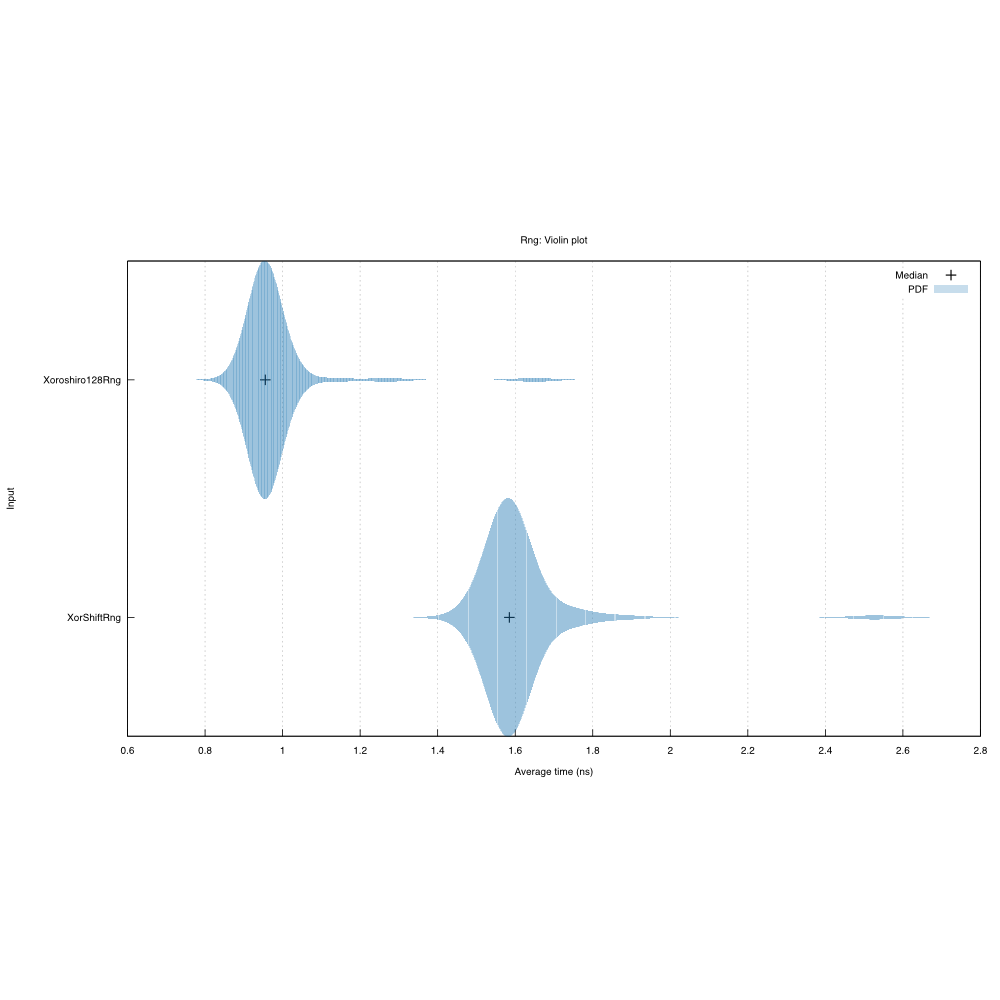 Rng: Violin plot
Median
PDF
Xoroshiro128Rng
Input
XorShiftRng
0.6 0.8 1 1.2 1.4 1.6 1.8 2 2.2 2.4 2.6 2.8
Average time (ns)